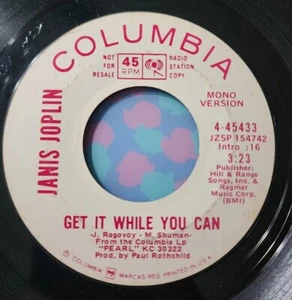 COLUMBIA
NOT FOR RESALE
45 RPM
RADIO STATION COPY
MONO VERSION
JANIS JOPLIN
4-45433
JZSP 154742
Intro : 16
3:23
Publisher:
Hill & Range
Songs, Inc. &
Ragmar
Music Corp.
(BMI)
GET IT WHILE YOU CAN
J. Ragovoy - M. Shuman-
From the Columbia Lp
"PEARL" KC 30322
Prod. by Paul Rothchild
COLUMBIA
MARCAS REG. PRINTED IN U.S.A.